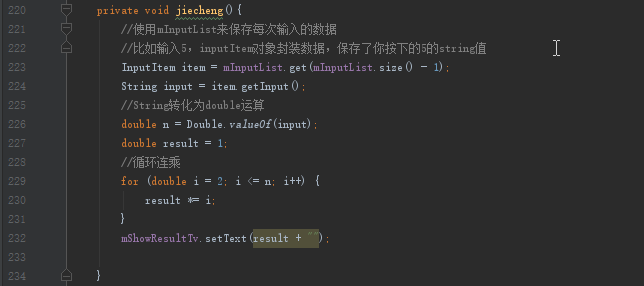 220 private void jiecheng(){
221 //使用mInputList来保存每次输入的数据
222 //比如输入5，inputItem对象封装数据，保存了你按下的5的string值
223 InputItem item = mInputList.get(mInputList.size() - 1);
224 String input = item.getInput();
225 //String转化为double运算
226 double n = Double.valueOf(input);
227 double result = 1;
228 //循环连乘
229 for (double i = 2; i <= n; i++) {
230 result *= i;
231 }
232 mShowResultTv.setText(result + "");
233
234 }